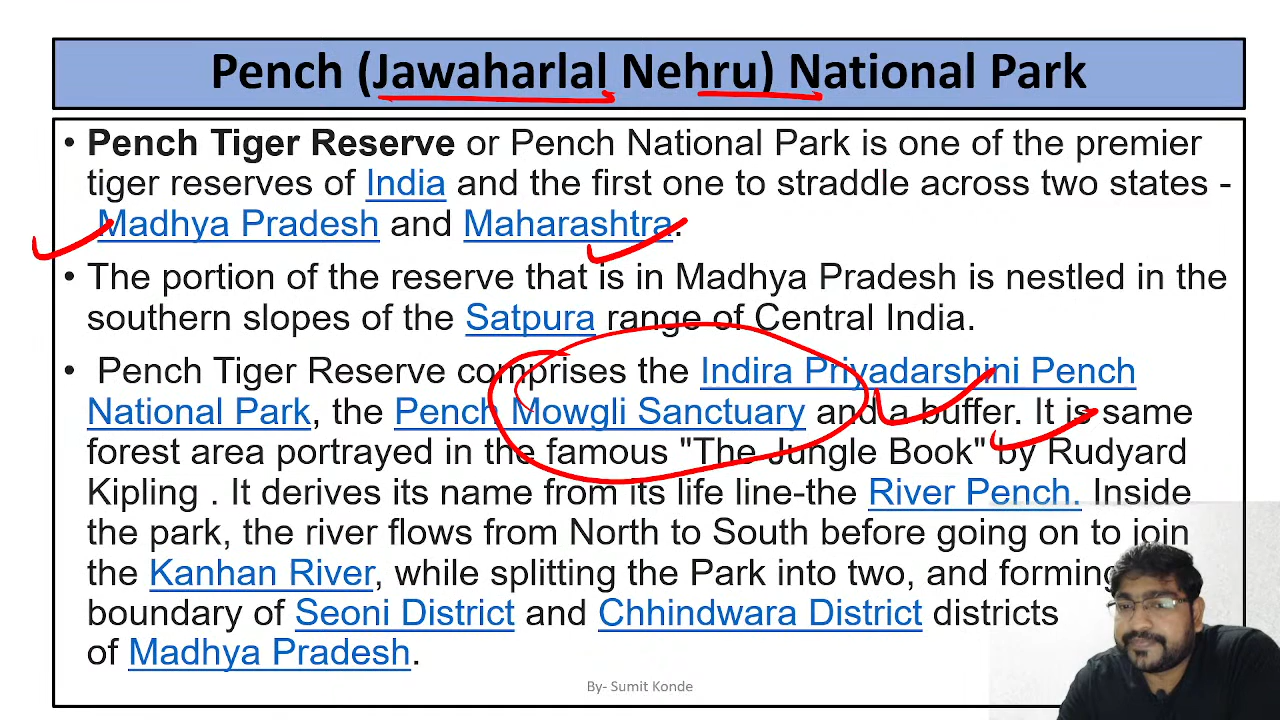 Pench (Jawaharlal Nehru) National Park
• Pench Tiger Reserve or Pench National Park is one of the premier
tiger reserves of India and the first one to straddle across two states -
Madhya Pradesh and Maharashtra.
• The portion of the reserve that is in Madhya Pradesh is nestled in the
southern slopes of the Satpura range of Central India.
• Pench Tiger Reserve comprises the Indira Priyadarshini Pench
National Park, the Pench Mowgli Sanctuary and a buffer. It is same
forest area portrayed in the famous "The Jungle Book" by Rudyard
Kipling . It derives its name from its life line-the River Pench. Inside
the park, the river flows from North to South before going on to join
the Kanhan River, while splitting the Park into two, and forming
boundary of Seoni District and Chhindwara District districts
of Madhya Pradesh.
By- Sumit Konde